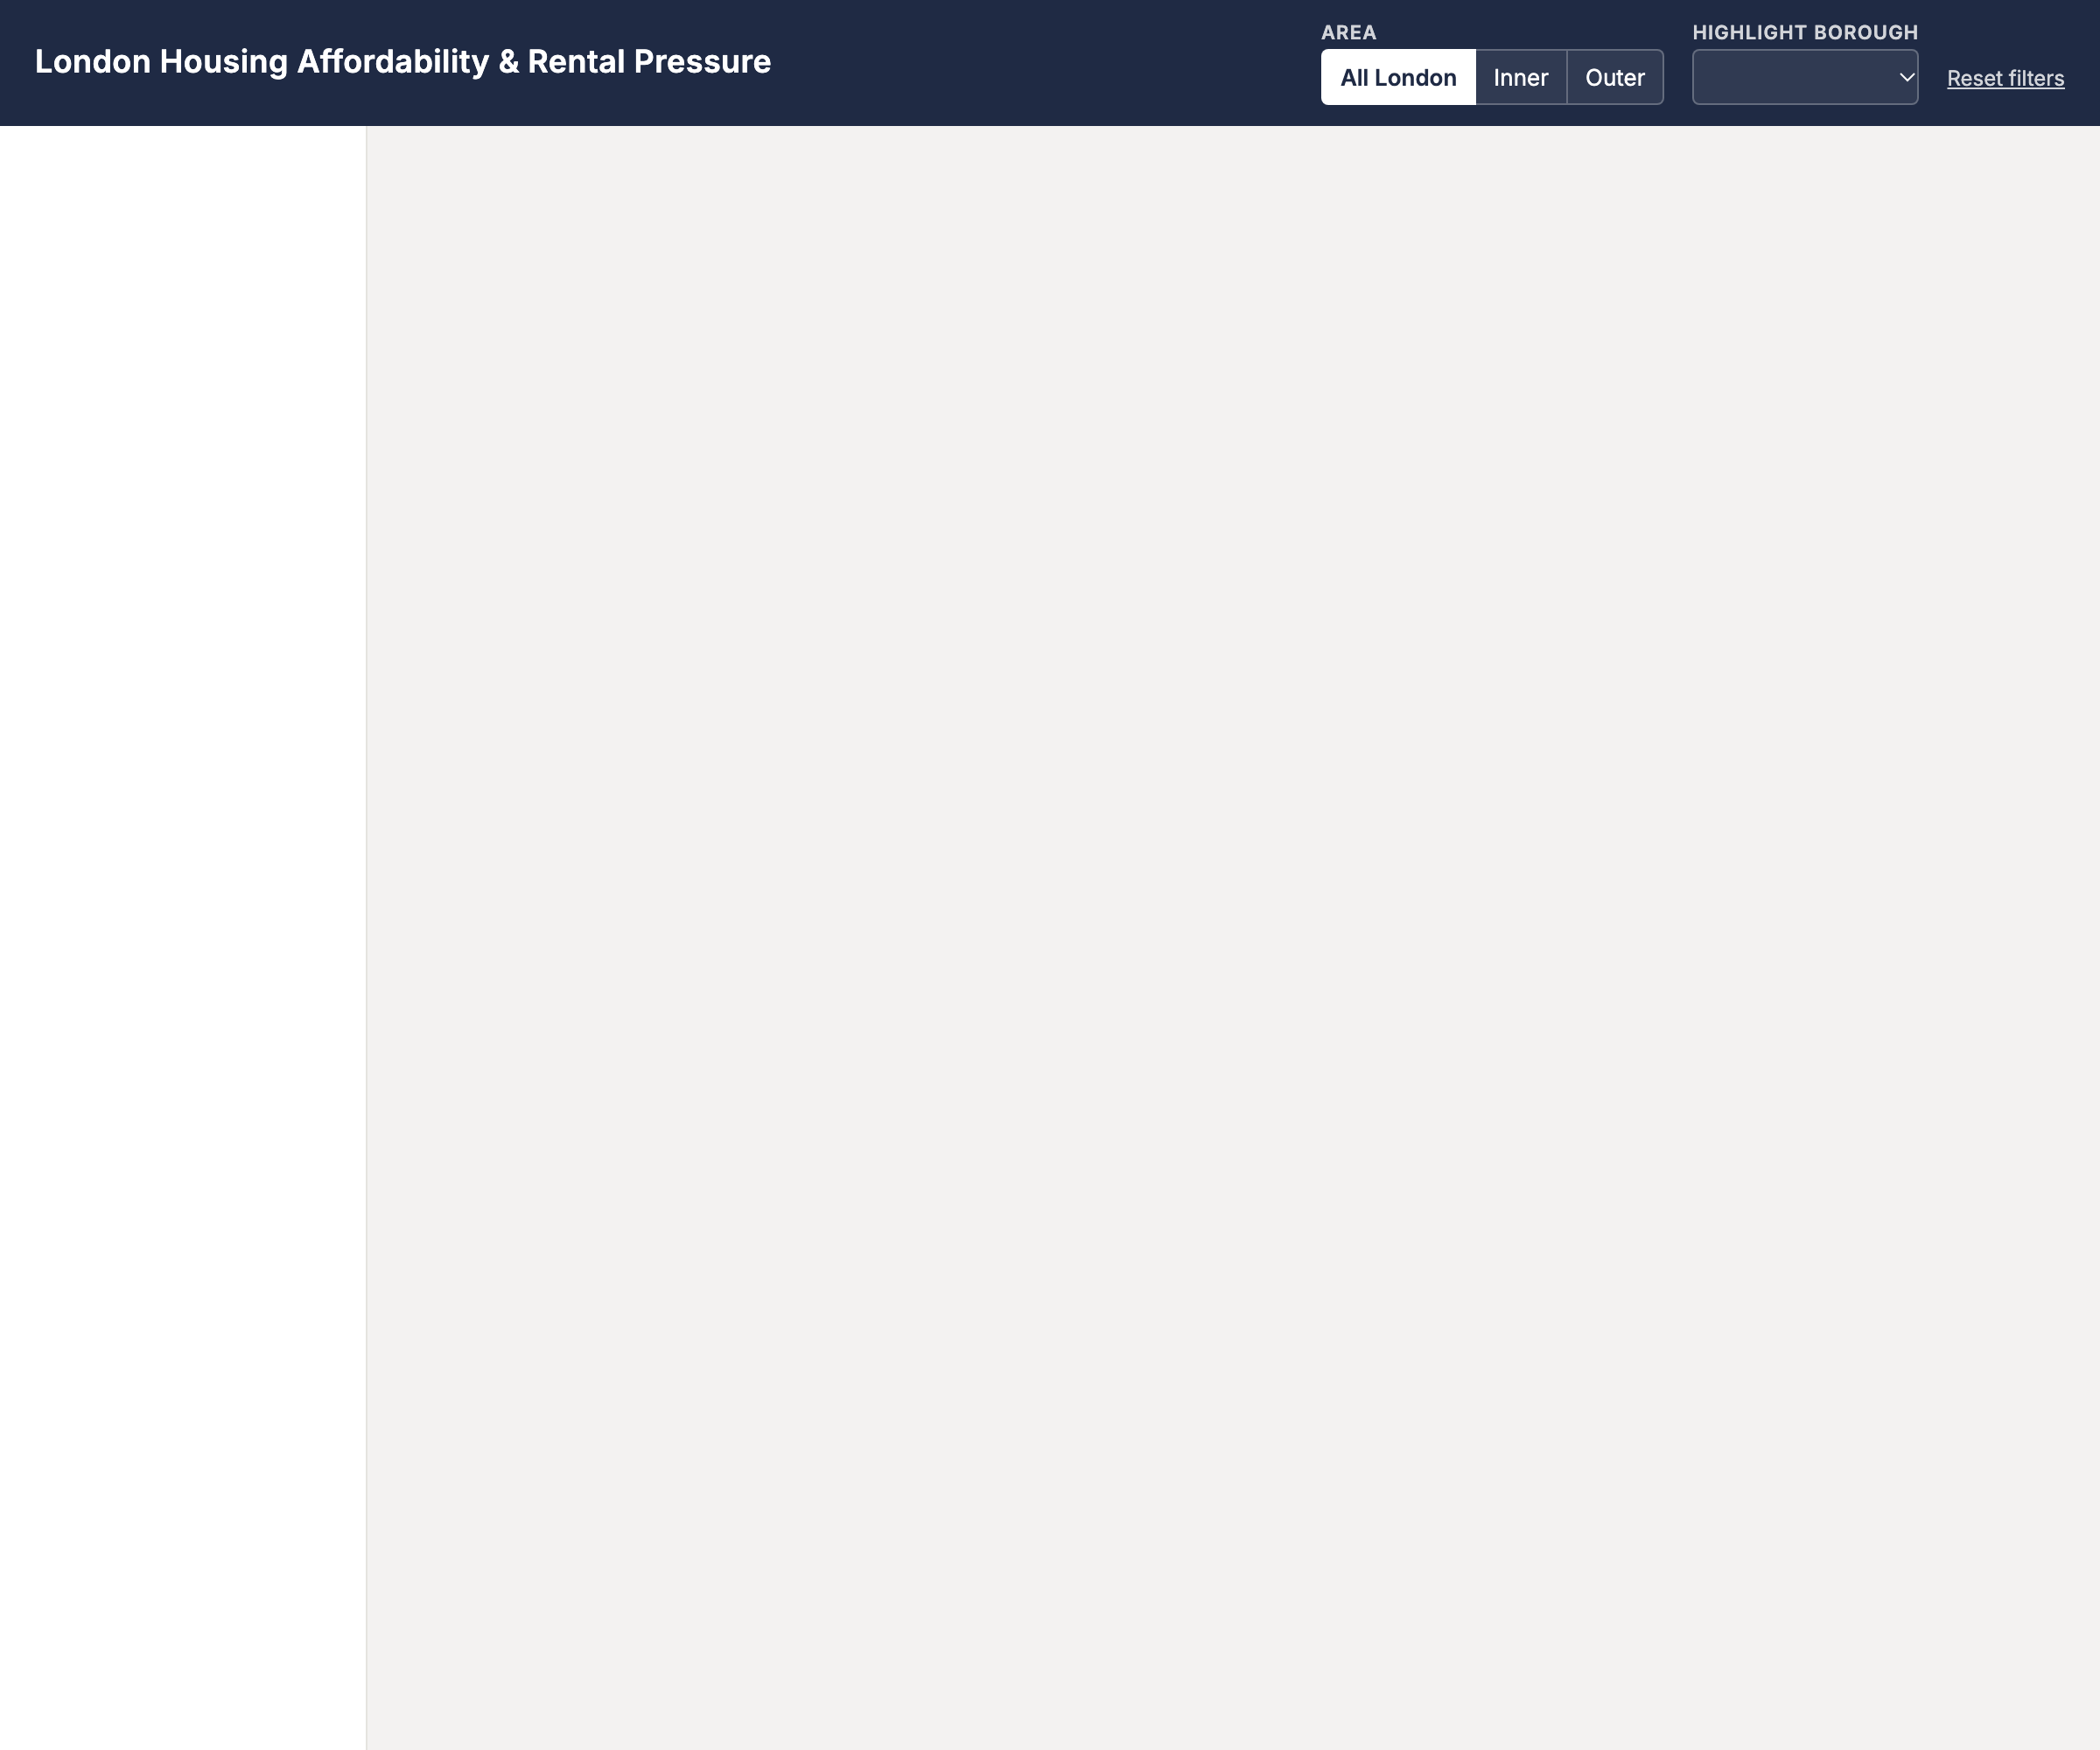 London Housing Affordability & Rental Pressure
AREA
All London Inner Outer
HIGHLIGHT BOROUGH
Reset filters